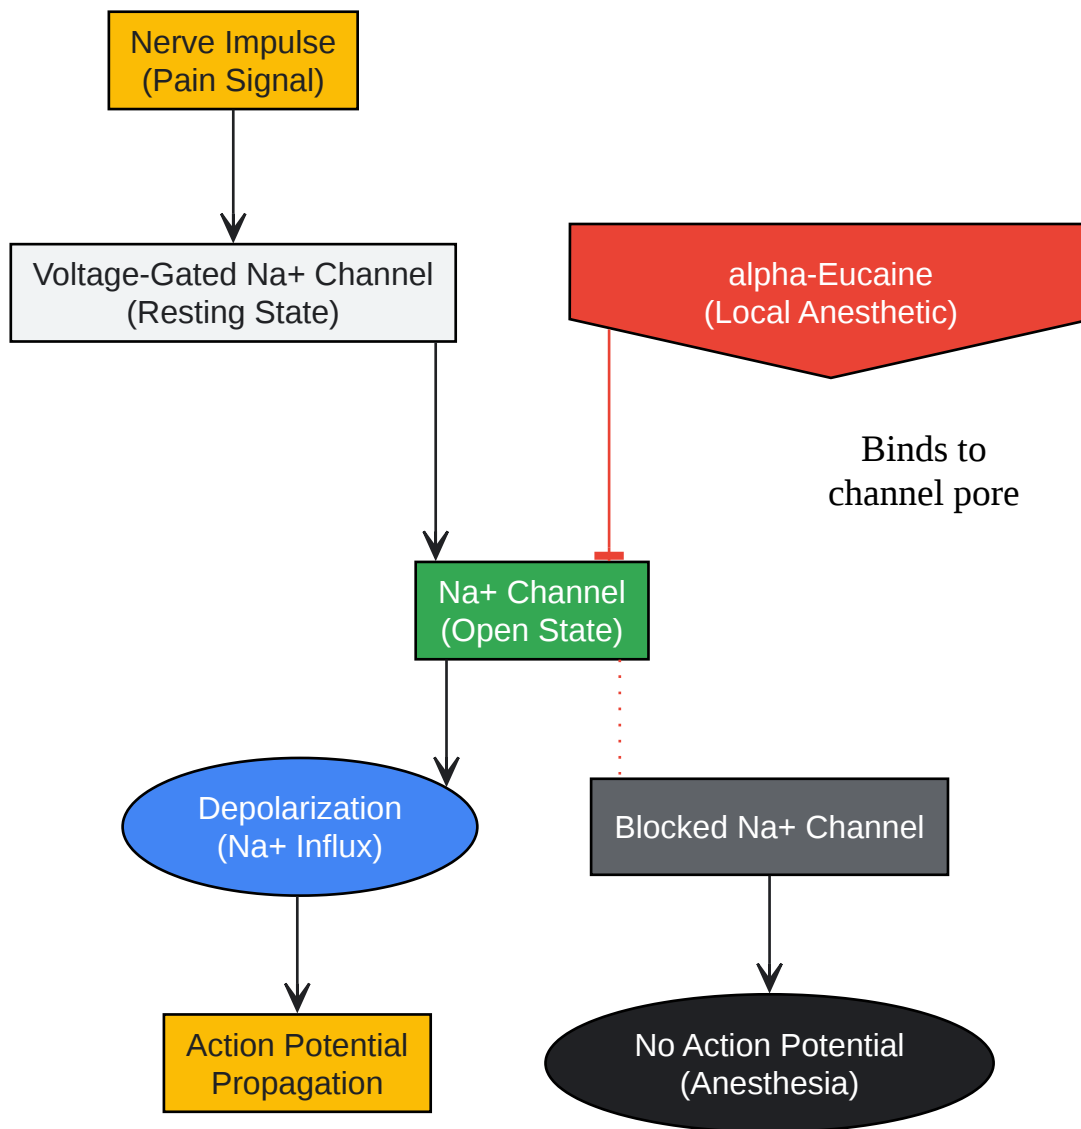 Nerve Impulse
(Pain Signal)
Voltage-Gated Na+ Channel
(Resting State)
alpha-Eucaine
(Local Anesthetic)
Binds to
channel pore
Na+ Channel
(Open State)
Depolarization
(Na+ Influx)
Blocked Na+ Channel
Action Potential
Propagation
No Action Potential
(Anesthesia)